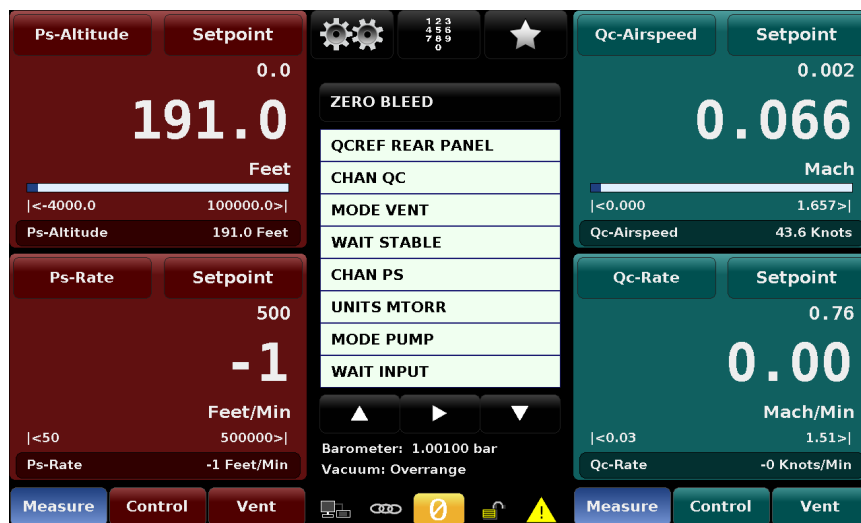 Ps-Altitude Setpoint
0.0
191.0
Feet
|<-4000.0 100000.0>|
Ps-Altitude 191.0 Feet
Ps-Rate Setpoint
500
-1
Feet/Min
|<50 500000>|
Ps-Rate -1 Feet/Min
Measure Control Vent
1 2 3
4 5 6
7 8 9
0
ZERO BLEED
QCREF REAR PANEL
CHAN QC
MODE VENT
WAIT STABLE
CHAN PS
UNITS MTORR
MODE PUMP
WAIT INPUT
Barometer: 1.00100 bar
Vacuum: Overrange
0
!
Qc-Airspeed Setpoint
0.002
0.066
Mach
|<0.000 1.657>|
Qc-Airspeed 43.6 Knots
Qc-Rate Setpoint
0.76
0.00
Mach/Min
|<0.03 1.51>|
Qc-Rate -0 Knots/Min
Measure Control Vent